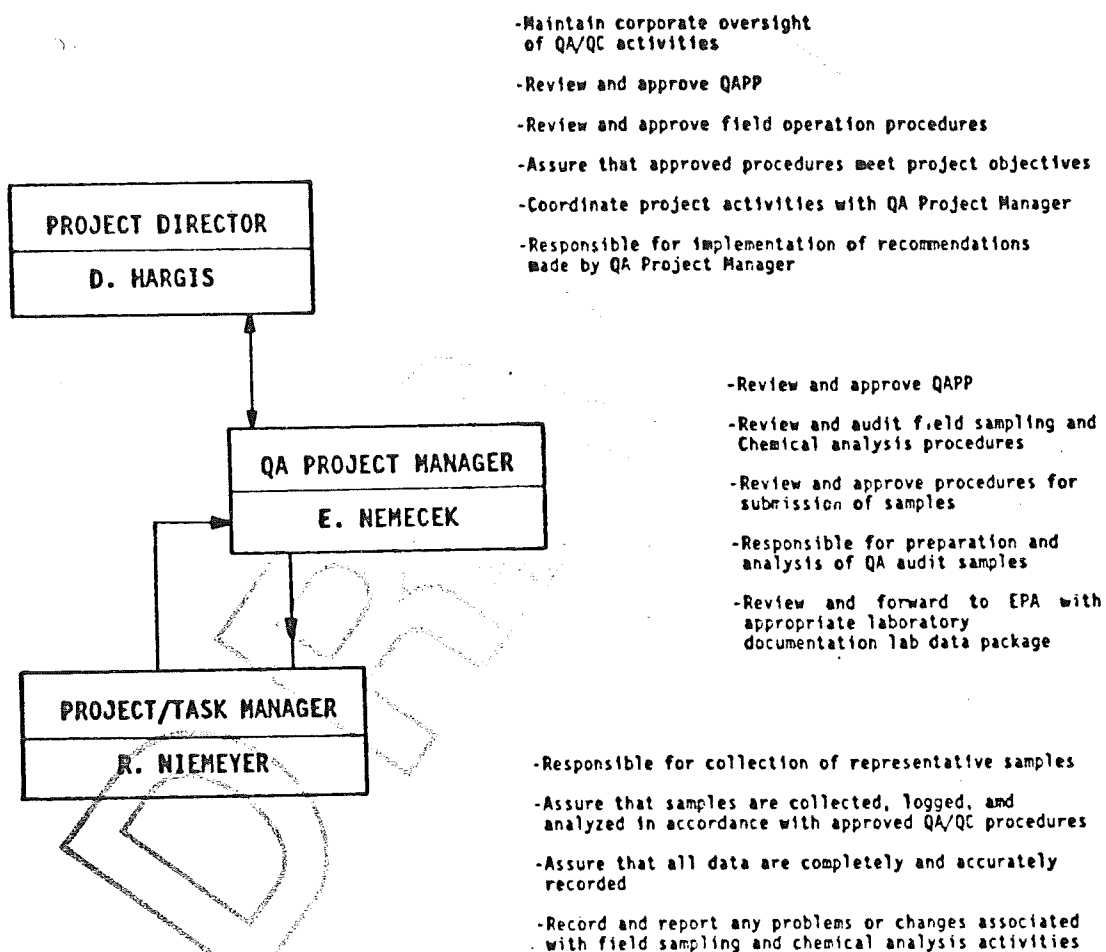 -Maintain corporate oversight
of QA/QC activities
-Review and approve QAPP
-Review and approve field operation procedures
-Assure that approved procedures meet project objectives
-Coordinate project activities with QA Project Manager
-Responsible for implementation of recommendations
made by QA Project Manager
PROJECT DIRECTOR
D. HARGIS
-Review and approve QAPP
-Review and audit field sampling and
Chemical analysis procedures
-Review and approve procedures for
submission of samples
-Responsible for preparation and
analysis of QA audit samples
-Review and forward to EPA with
appropriate laboratory
documentation lab data package
QA PROJECT MANAGER
E. NEMECEK
PROJECT/TASK MANAGER
R. NIEMEYER
-Responsible for collection of representative samples
-Assure that samples are collected, logged, amd
analyzed in accordance with approved QA/QC procedures
-Assure that all data are completely and accurately
recorded
-Record and report any problems or changes associated
with field sampling and chemical analysis activities